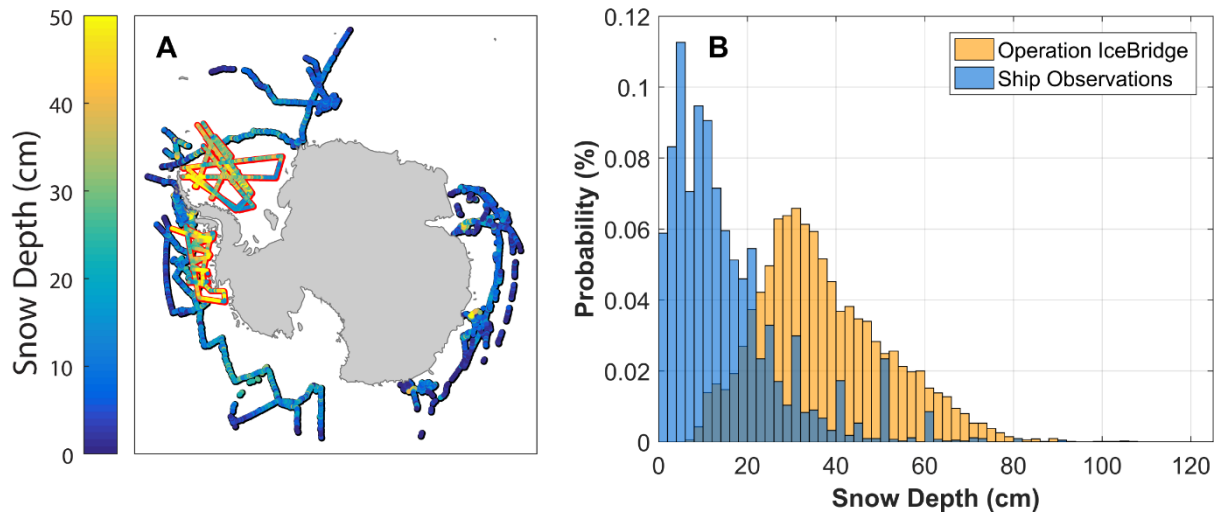 Snow Depth (cm)
50
40
30
20
10
0
A
B
Operation IceBridge
Ship Observations
Probability (%)
0.12
0.1
0.08
0.06
0.04
0.02
0
0 20 40 60 80 100 120
Snow Depth (cm)